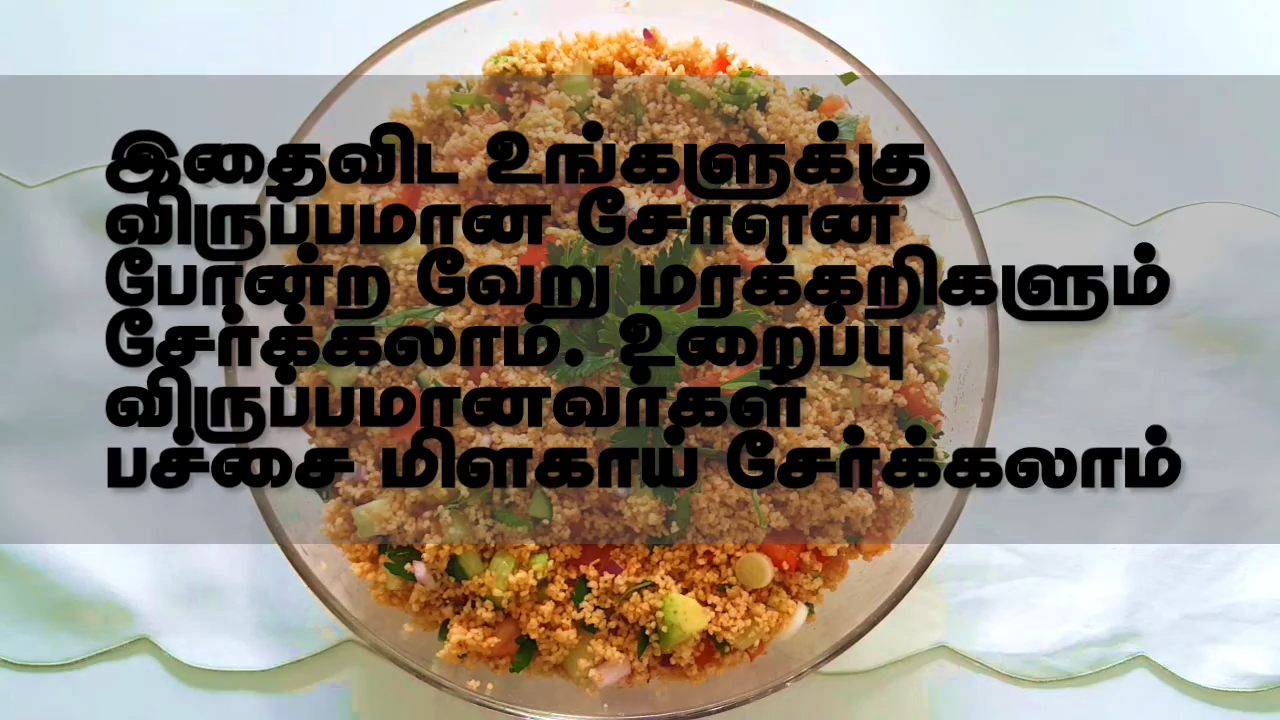 இதைவிட உங்களுக்கு
விருப்பமான சோளன்
போன்ற வேறு மரக்கறிகளும்
சேர்க்கலாம். உறைப்பு
விருப்பமானவர்கள்
பச்சை மிளகாய் சேர்க்கலாம்